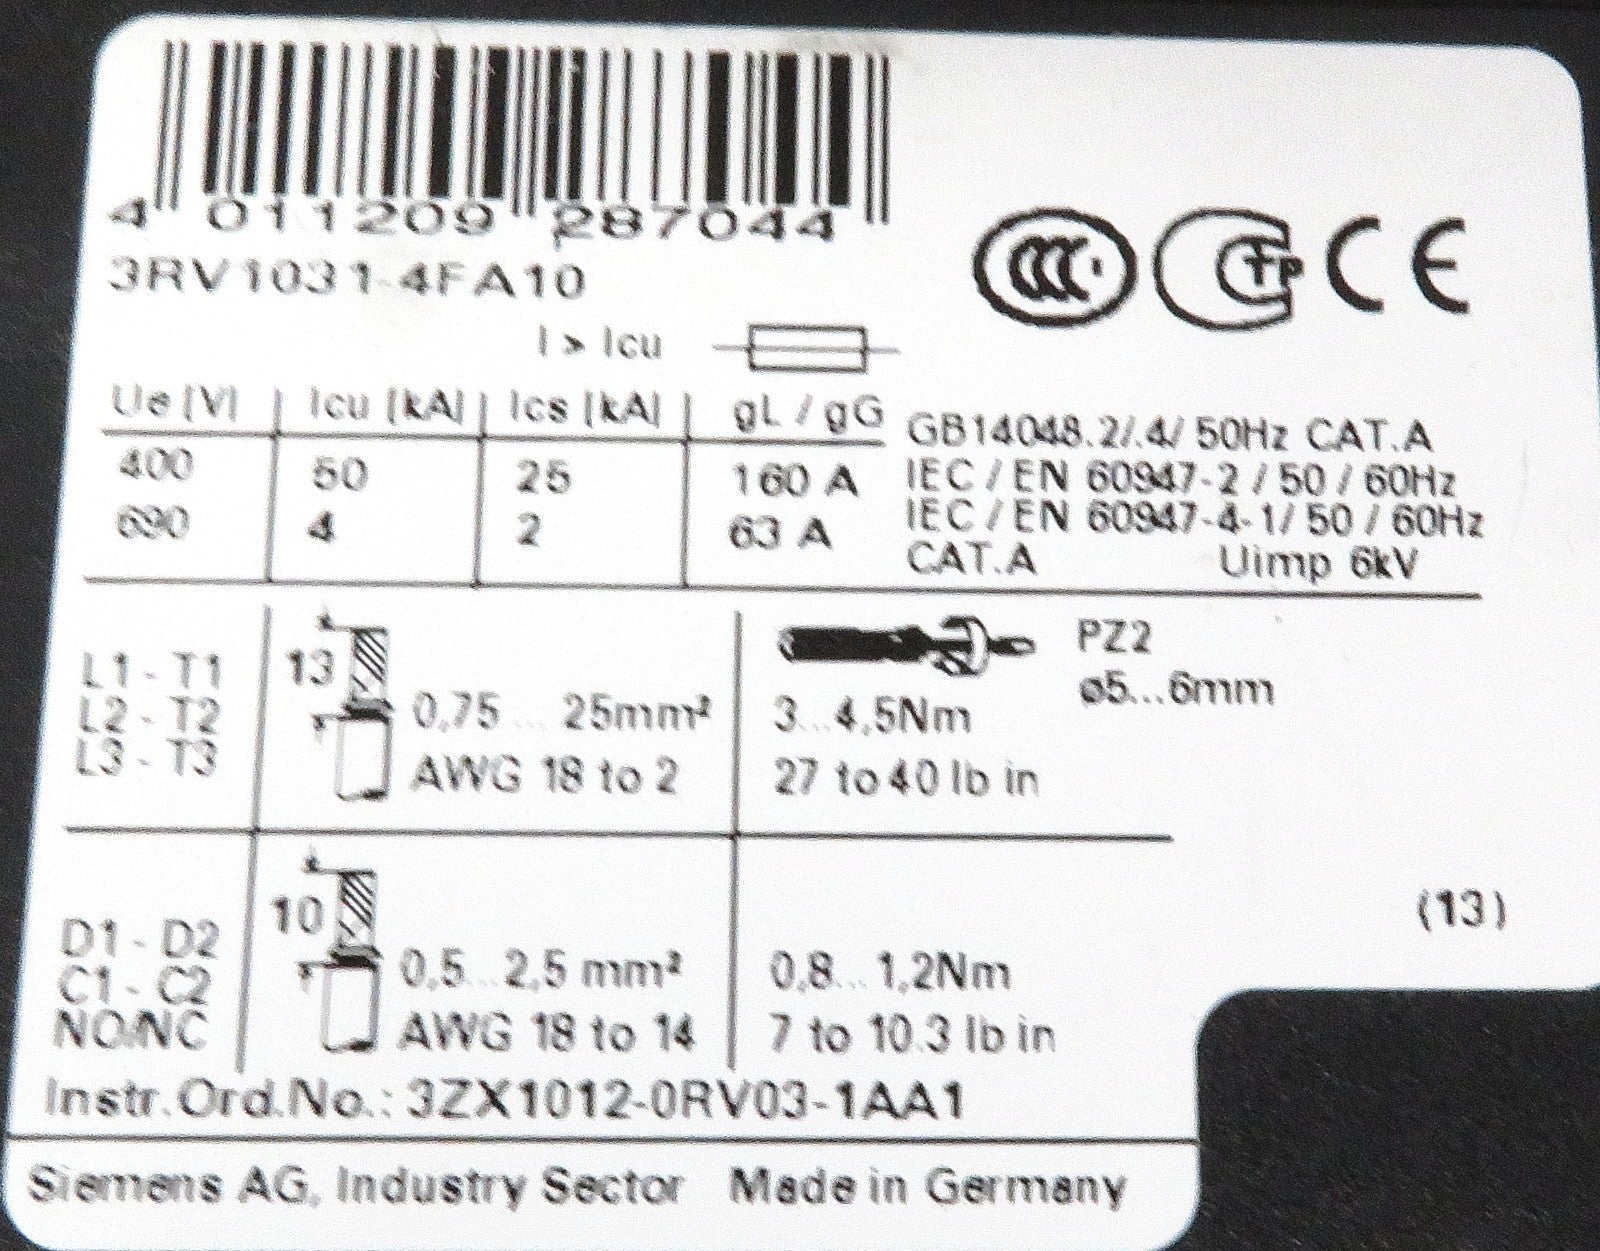 4 011209 287044
3RV1031-4FA10
CCC CE
I > Icu
Ue [V] Icu [kA] Ics [kA] gL / gG
400 50 25 160 A
690 4 2 63 A
GB14048.2/.4/ 50Hz CAT.A
IEC / EN 60947-2 / 50 / 60Hz
IEC / EN 60947-4-1/ 50 / 60Hz
CAT.A Uimp 6kV
L1 - T1
L2 - T2
L3 - T3
13
0,75...25mm²
AWG 18 to 2
PZ2
ø5...6mm
3...4,5Nm
27 to 40 lb in
D1 - D2
C1 - C2
NO/NC
10
0,5...2,5 mm²
AWG 18 to 14
0,8...1,2Nm
7 to 10.3 lb in
(13)
Instr.Ord.No.: 3ZX1012-0RV03-1AA1
Siemens AG, Industry Sector Made in Germany